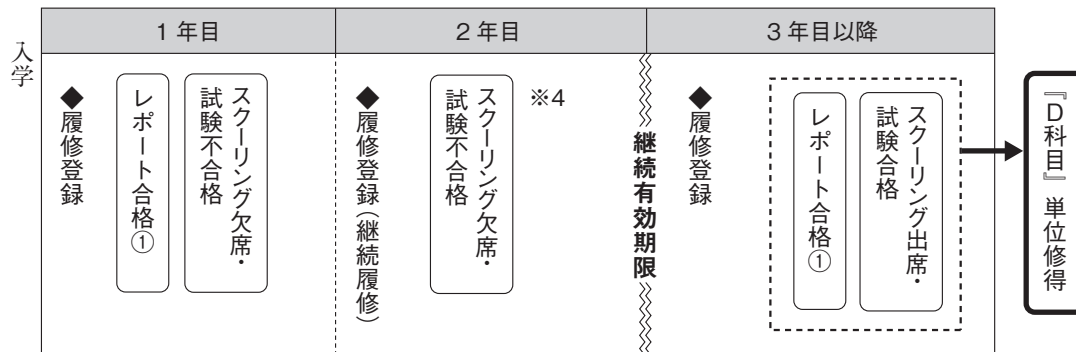 入学
1年目
2年目
3年目以降
◆履修登録
レポート合格①
スクーリング欠席・
試験不合格
◆履修登録（継続履修）
スクーリング欠席・
試験不合格
※4
継続有効期限
◆履修登録
レポート合格①
スクーリング出席・
試験合格
『D科目』単位修得